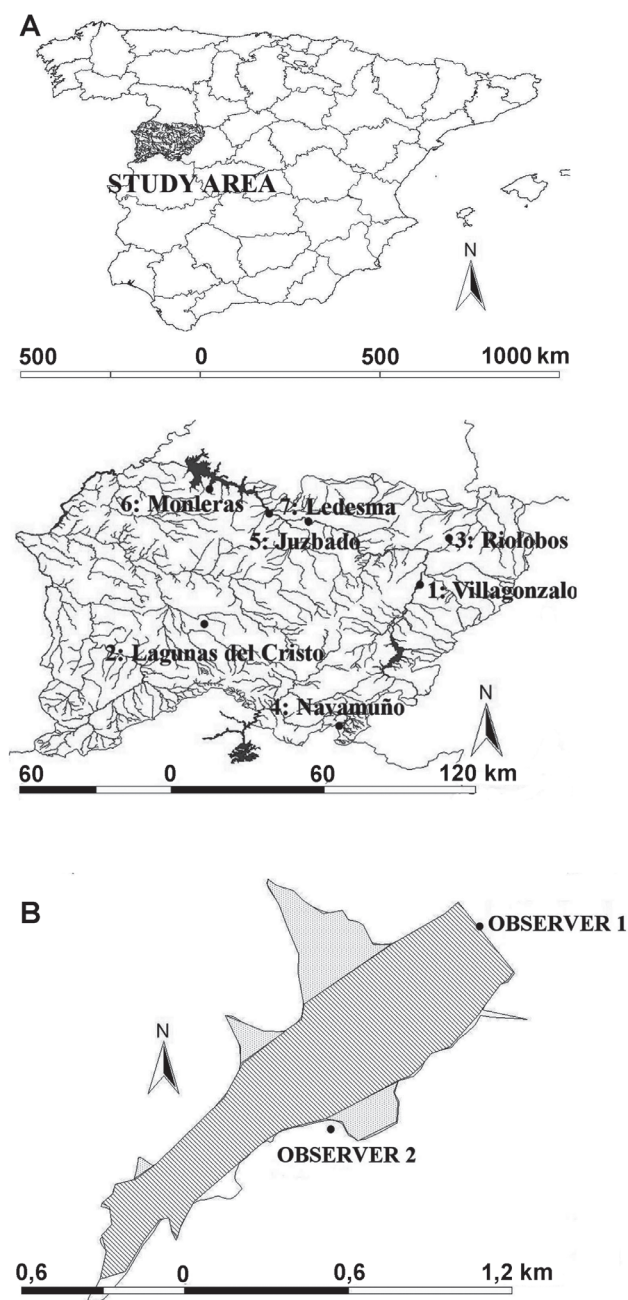 A
STUDY AREA
N
500 0 500 1000 km
6: Monleras
7: Ledesma
5: Juzbado
3: Riolobos
1: Villagonzalo
2: Lagunas del Cristo
4: Navamuño
N
60 0 60 120 km
B
OBSERVER 1
N
OBSERVER 2
0,6 0 0,6 1,2 km